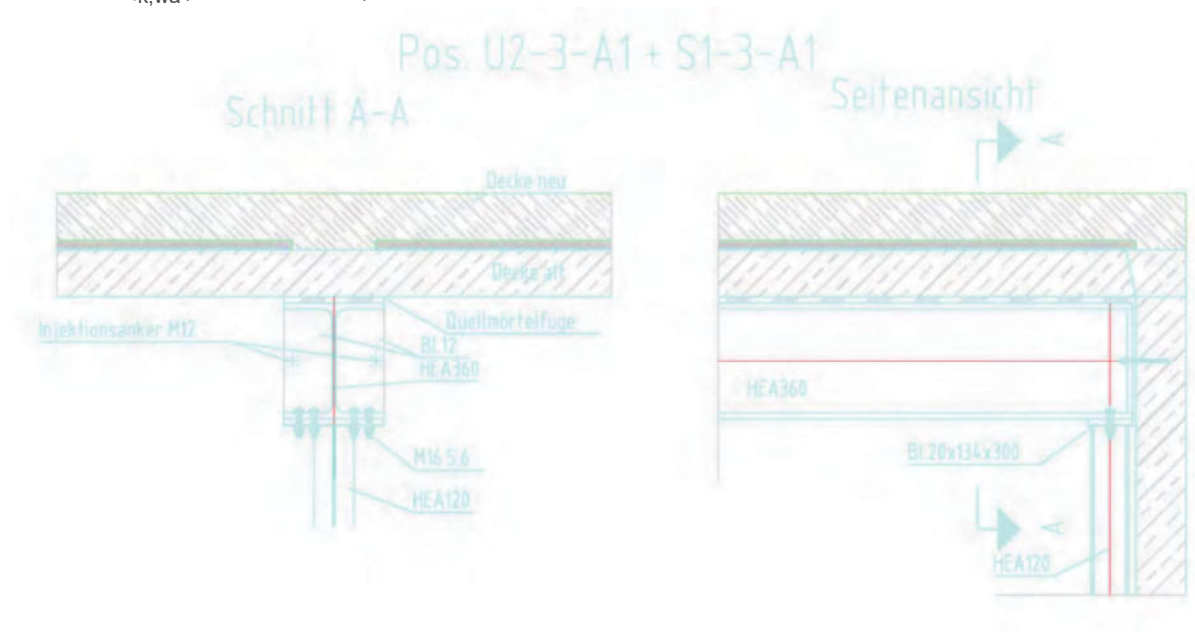 k,wd
Pos. U2-3-A1 + S1-3-A1
Schnitt A-A
Seitenansicht
A
Decke neu
Decke alt
Injektionsanker M12
Quellmörtelfuge
Bl.12
HEA360
HEA360
M16 5.6
Bl.20x134x300
HEA120
A
HEA120